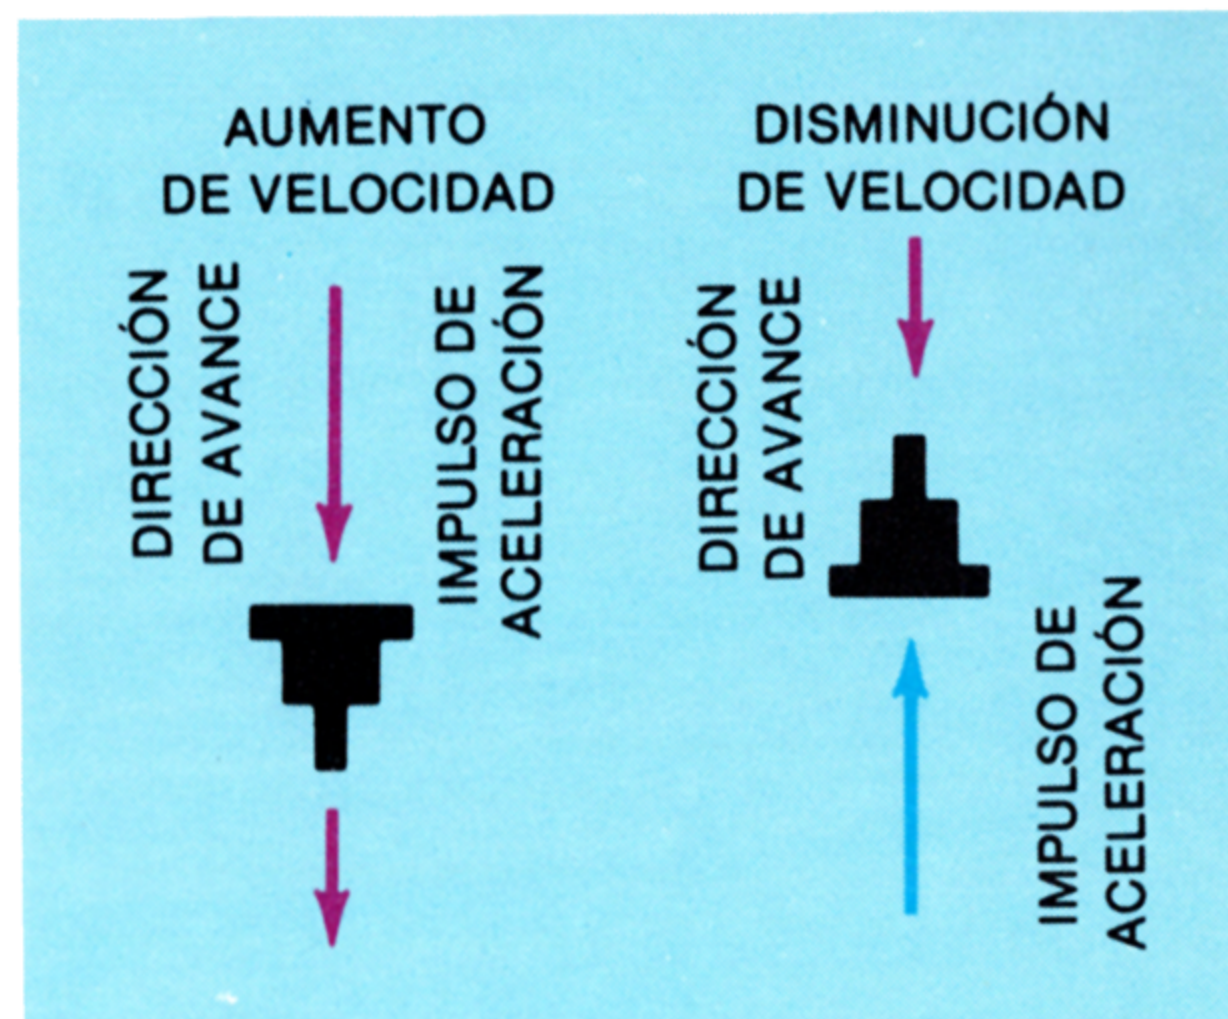 AUMENTO
DE VELOCIDAD
DIRECCIÓN
DE AVANCE
IMPULSO DE
ACELERACIÓN
DISMINUCIÓN
DE VELOCIDAD
DIRECCIÓN
DE AVANCE
IMPULSO DE
ACELERACIÓN